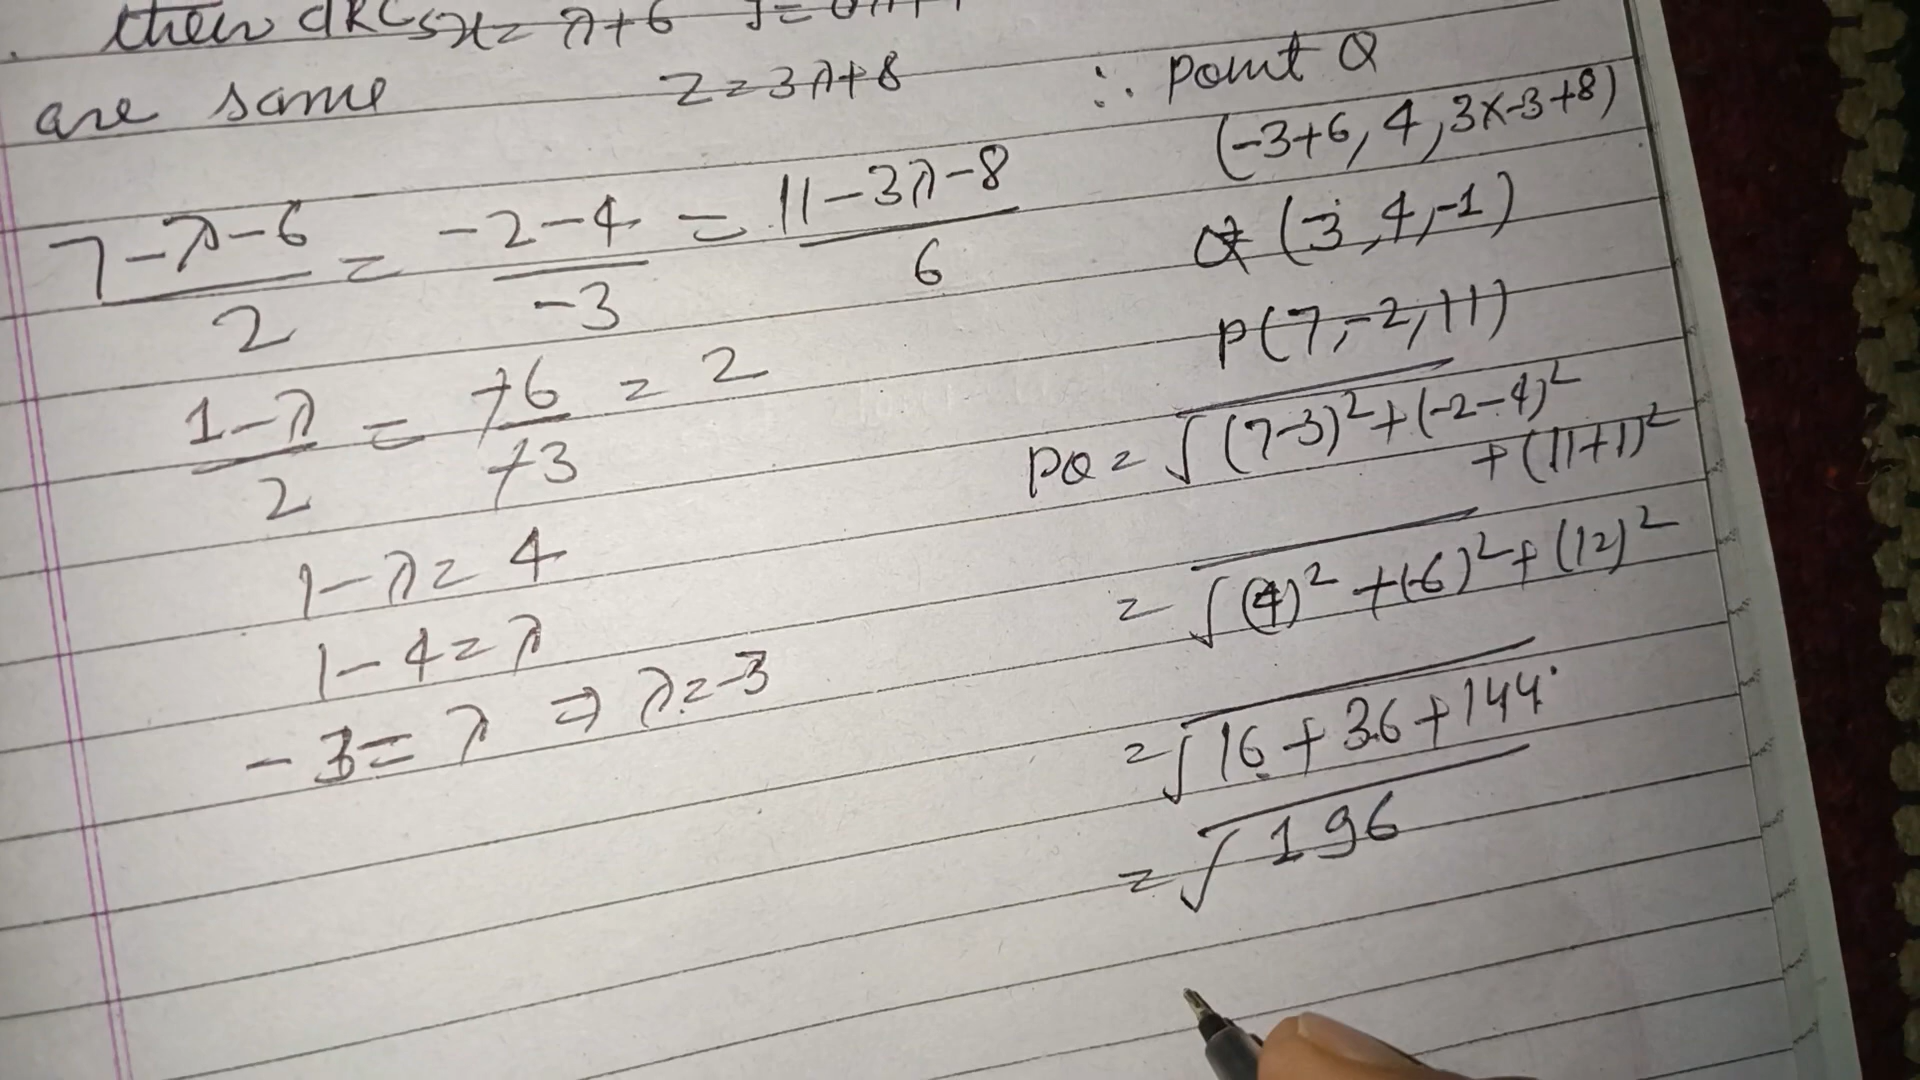 then dRCs x = λ+6
are same z = 3λ+8
7-λ-6/2 = -2-4/-3 = 11-3λ-8/6
1-λ/2 = +6/+3 = 2
1-λ = 4
1-4 = λ
-3 = λ ⇒ λ = -3
∴ Point Q
(-3+6, 4, 3×-3+8)
Q (3, 4, -1)
P(7, -2, 11)
PQ = √(7-3)²+(-2-4)²
+(11+1)²
= √(4)²+(-6)²+(12)²
= √16+36+144
= √196